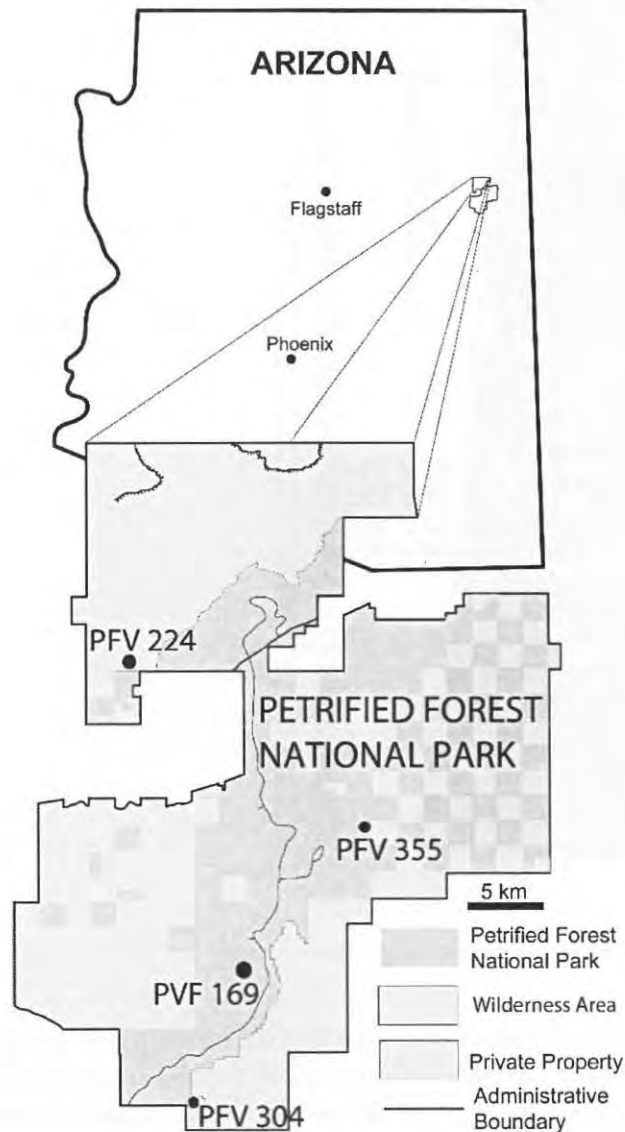 ARIZONA
Flagstaff
Phoenix
PFV 224
PETRIFIED FOREST
NATIONAL PARK
PFV 355
5 km
Petrified Forest
National Park
PVF 169
Wilderness Area
Private Property
PFV 304
Administrative
Boundary